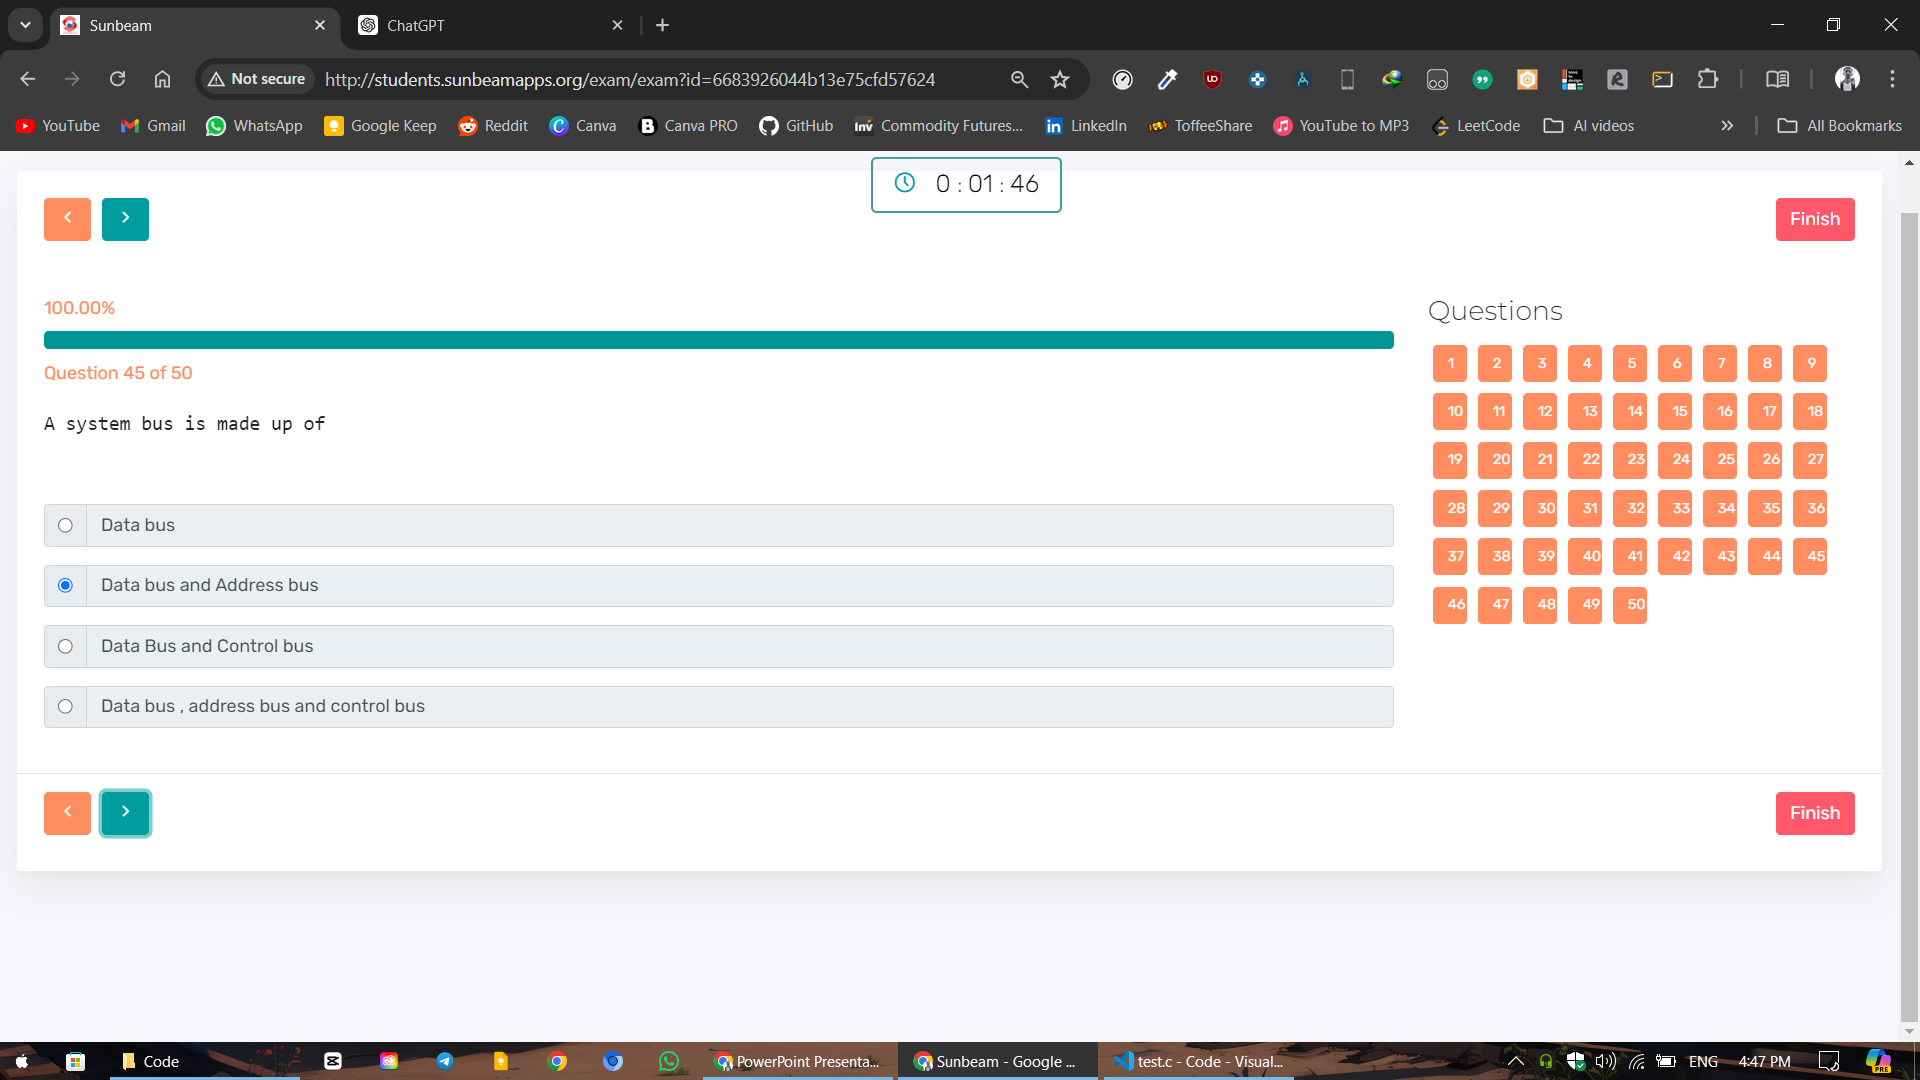 Sunbeam
ChatGPT
Not secure
http://students.sunbeamapps.org/exam/exam?id=6683926044b13e75cfd57624
YouTube
Gmail
WhatsApp
Google Keep
Reddit
Canva
Canva PRO
GitHub
Inv Commodity Futures...
LinkedIn
ToffeeShare
YouTube to MP3
LeetCode
AI videos
All Bookmarks
0 : 01 : 46
Finish
100.00%
Question 45 of 50
A system bus is made up of
Data bus
Data bus and Address bus
Data Bus and Control bus
Data bus , address bus and control bus
Questions
1 2 3 4 5 6 7 8 9
10 11 12 13 14 15 16 17 18
19 20 21 22 23 24 25 26 27
28 29 30 31 32 33 34 35 36
37 38 39 40 41 42 43 44 45
46 47 48 49 50
Finish
Code
PowerPoint Presenta...
Sunbeam - Google ...
test.c - Code - Visual...
ENG
4:47 PM
PRE